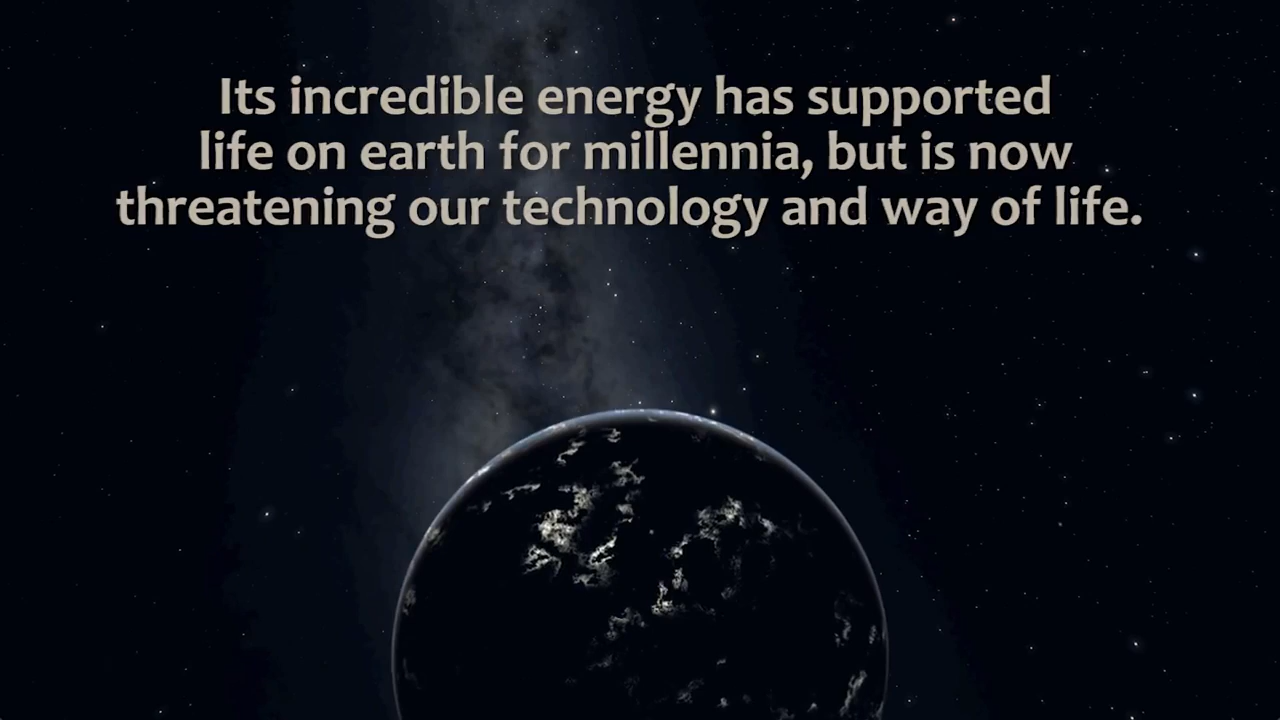 Its incredible energy has supported
life on earth for millennia, but is now
threatening our technology and way of life.